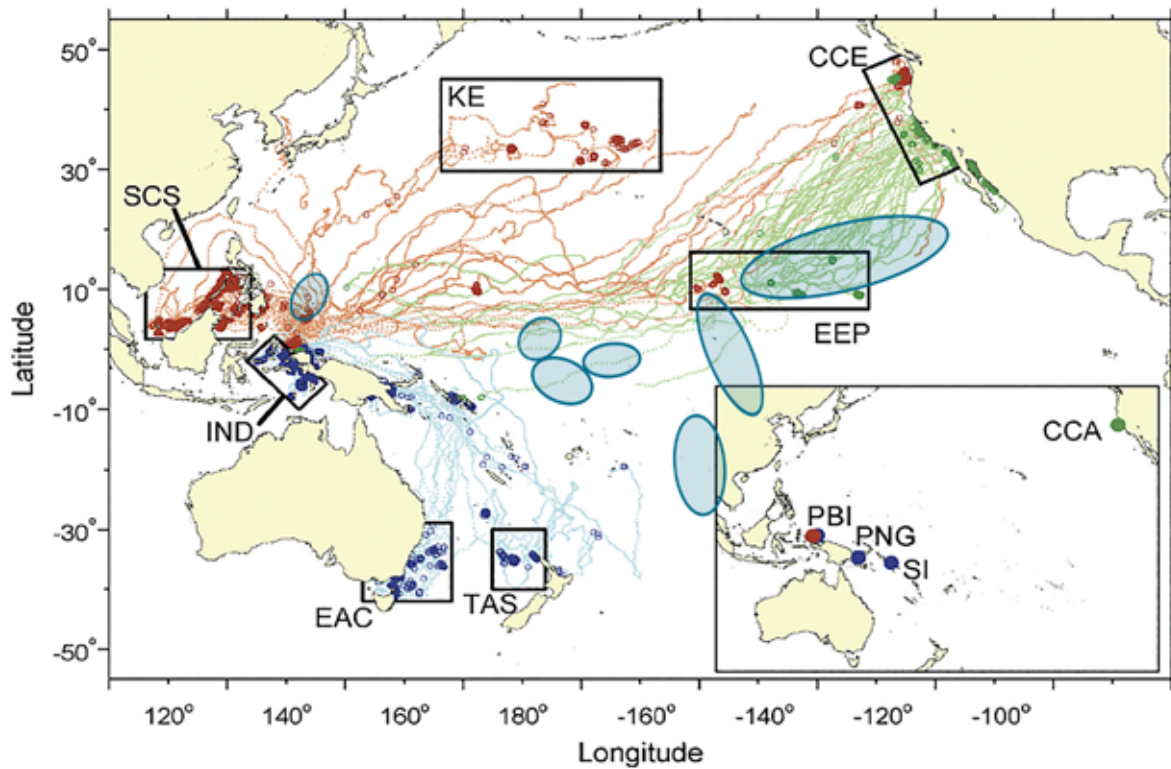 50°
30°
10°
-10°
-30°
-50°
Latitude
120°
140°
160°
180°
-160°
-140°
-120°
-100°
Longitude
KE
CCE
SCS
EEP
IND
EAC
TAS
CCA
PBI
PNG
SI